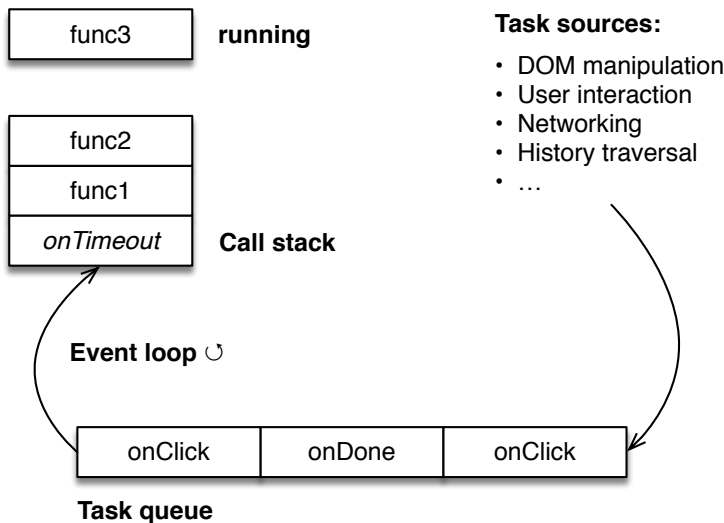 func3
running
Task sources:
• DOM manipulation
• User interaction
• Networking
• History traversal
• …
func2
func1
onTimeout
Call stack
Event loop ↺
onClick onDone onClick
Task queue